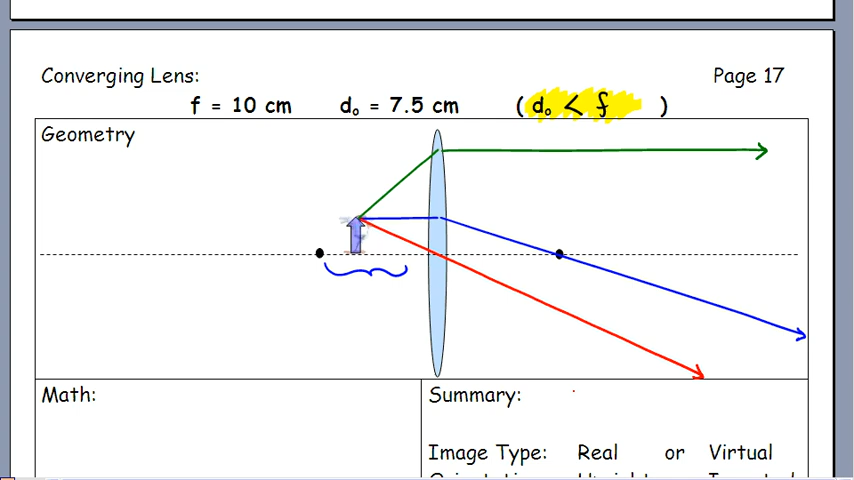 Converging Lens:
Page 17
f = 10 cm dₒ = 7.5 cm ( dₒ < f )
Geometry
Math:
Summary:
Image Type: Real or Virtual